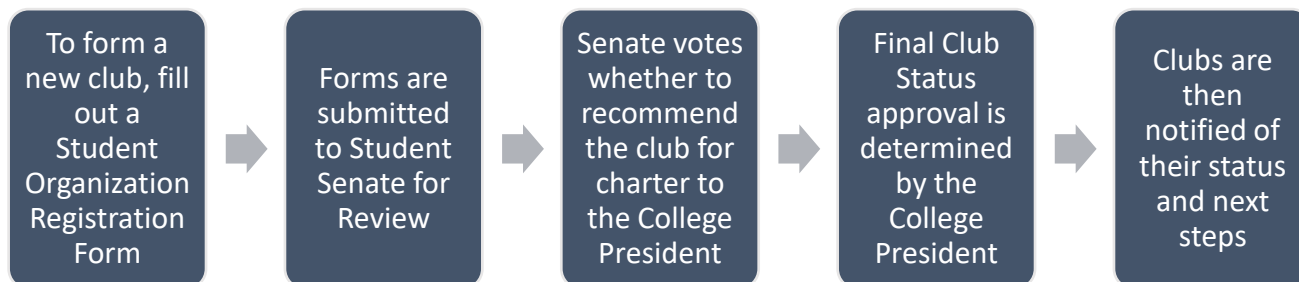 To form a
new club, fill
out a
Student
Organization
Registration
Form
Forms are
submitted
to Student
Senate for
Review
Senate votes
whether to
recommend
the club for
charter to
the College
President
Final Club
Status
approval is
determined
by the
College
President
Clubs are
then
notified of
their status
and next
steps